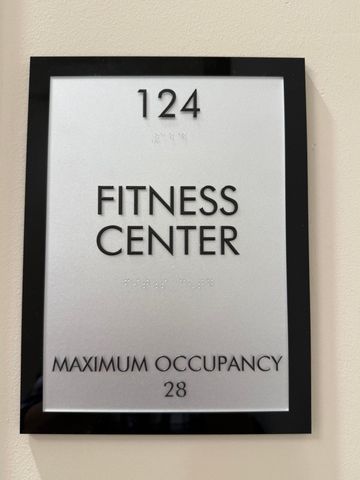 124
FITNESS
CENTER
MAXIMUM OCCUPANCY
28